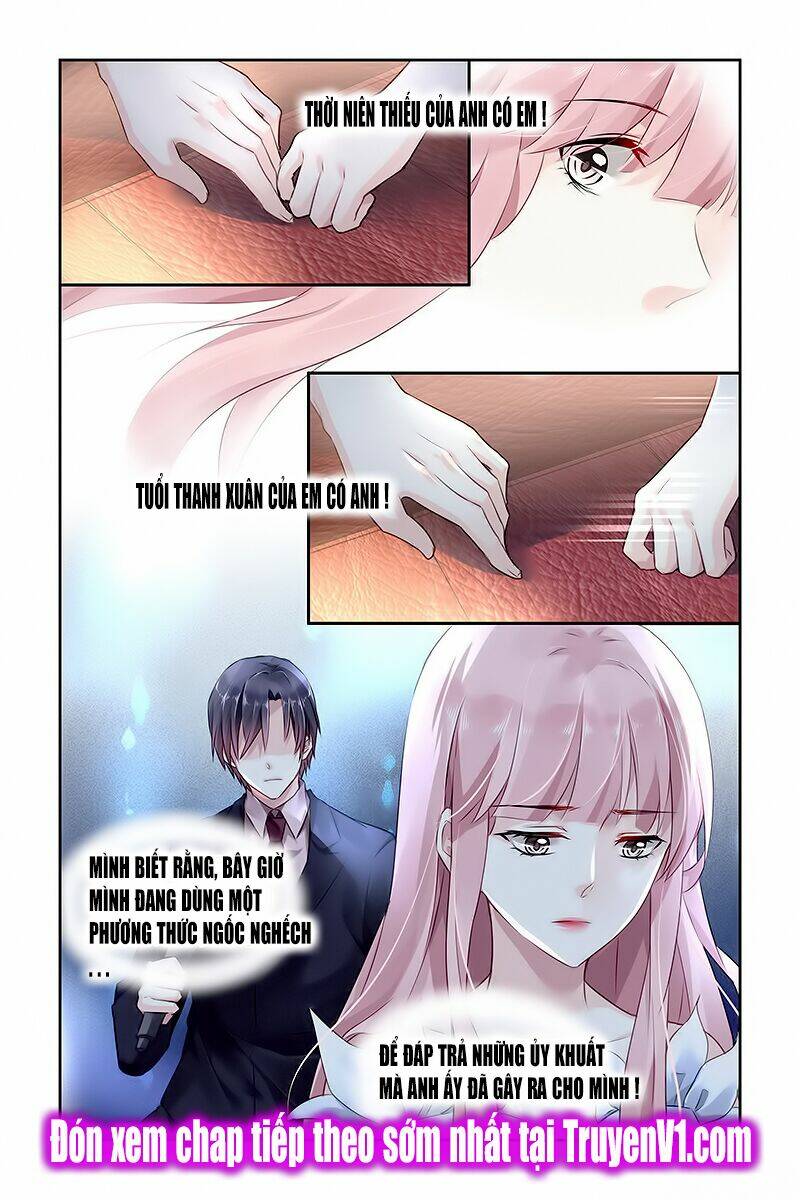 THỜI NIÊN THIẾU CỦA ANH CÓ EM !
TUỔI THANH XUÂN CỦA EM CÓ ANH !
MÌNH BIẾT RẰNG, BÂY GIỜ
MÌNH ĐANG DÙNG MỘT
PHƯƠNG THỨC NGỐC NGHẾCH
...
ĐỂ ĐÁP TRẢ NHỮNG ỦY KHUẤT
MÀ ANH ẤY ĐÃ GÂY RA CHO MÌNH !
Đón xem chap tiếp theo sớm nhất tại TruyenV1.com